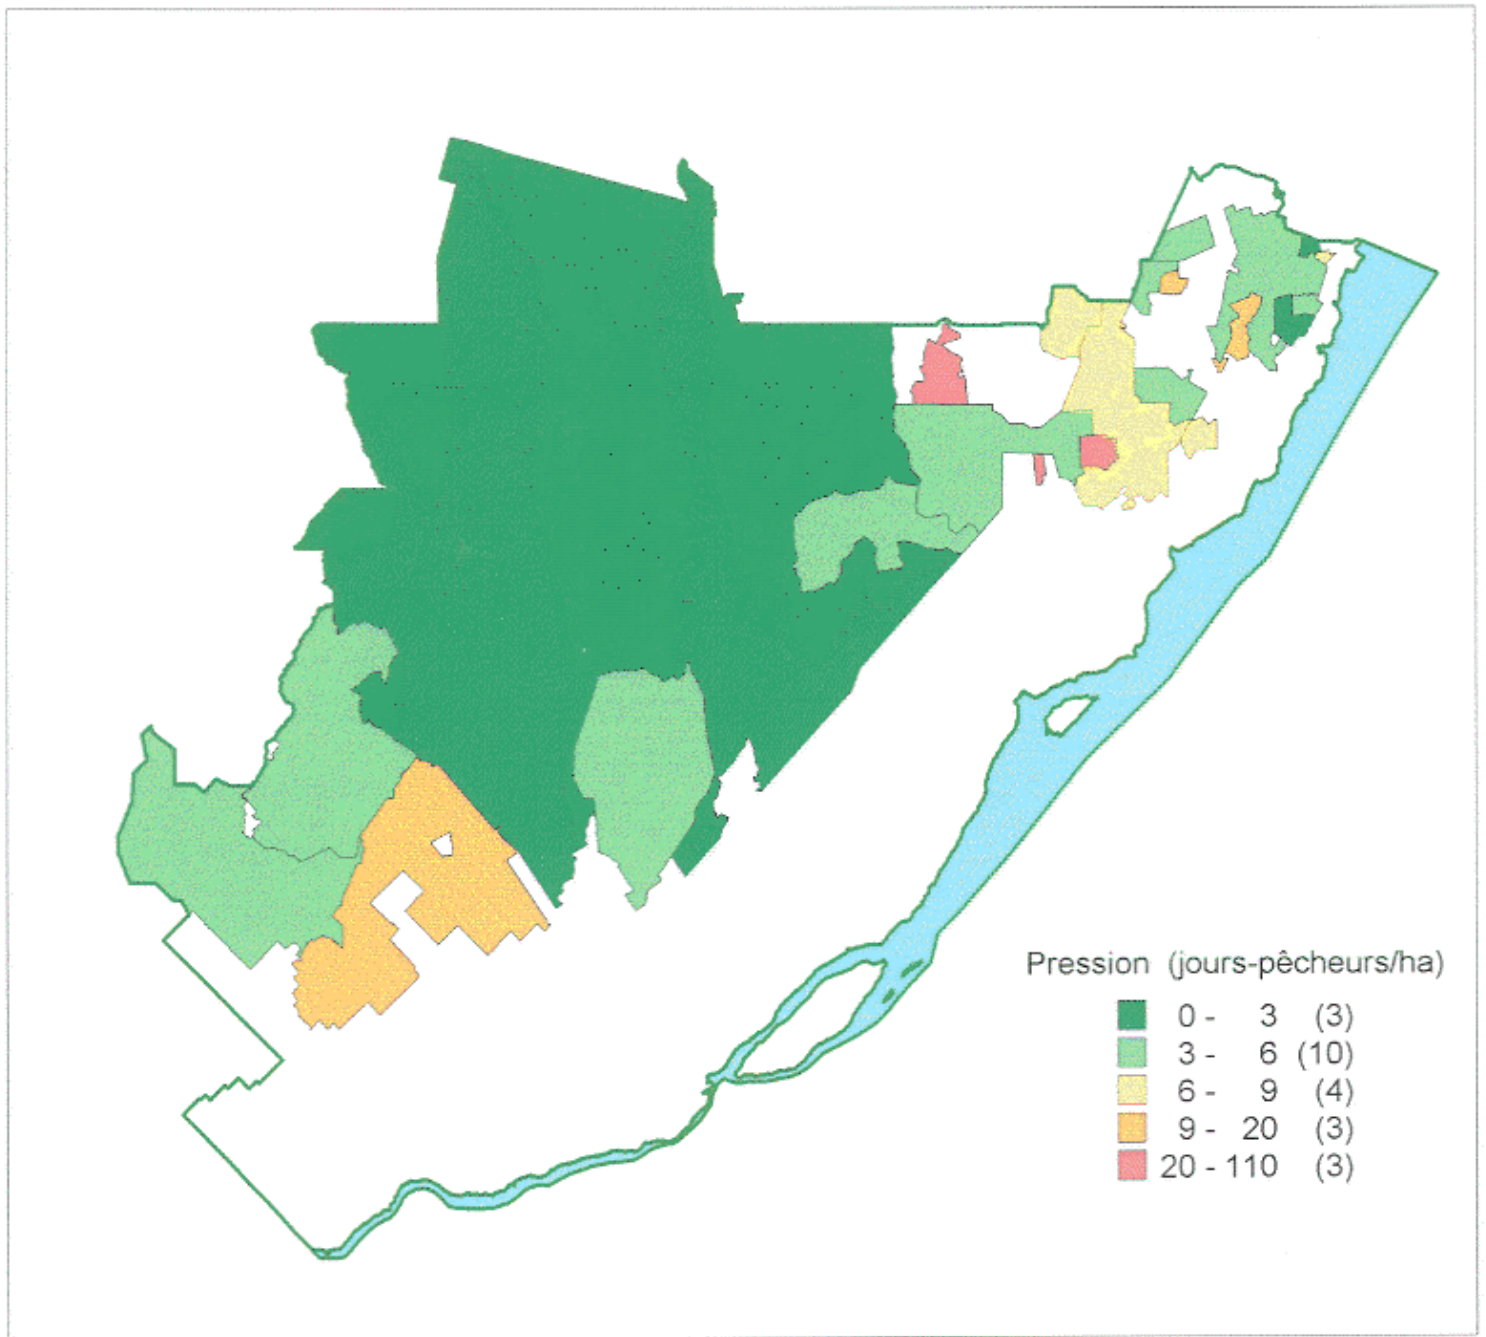 Pression (jours-pêcheurs/ha)
0 - 3 (3)
3 - 6 (10)
6 - 9 (4)
9 - 20 (3)
20 - 110 (3)